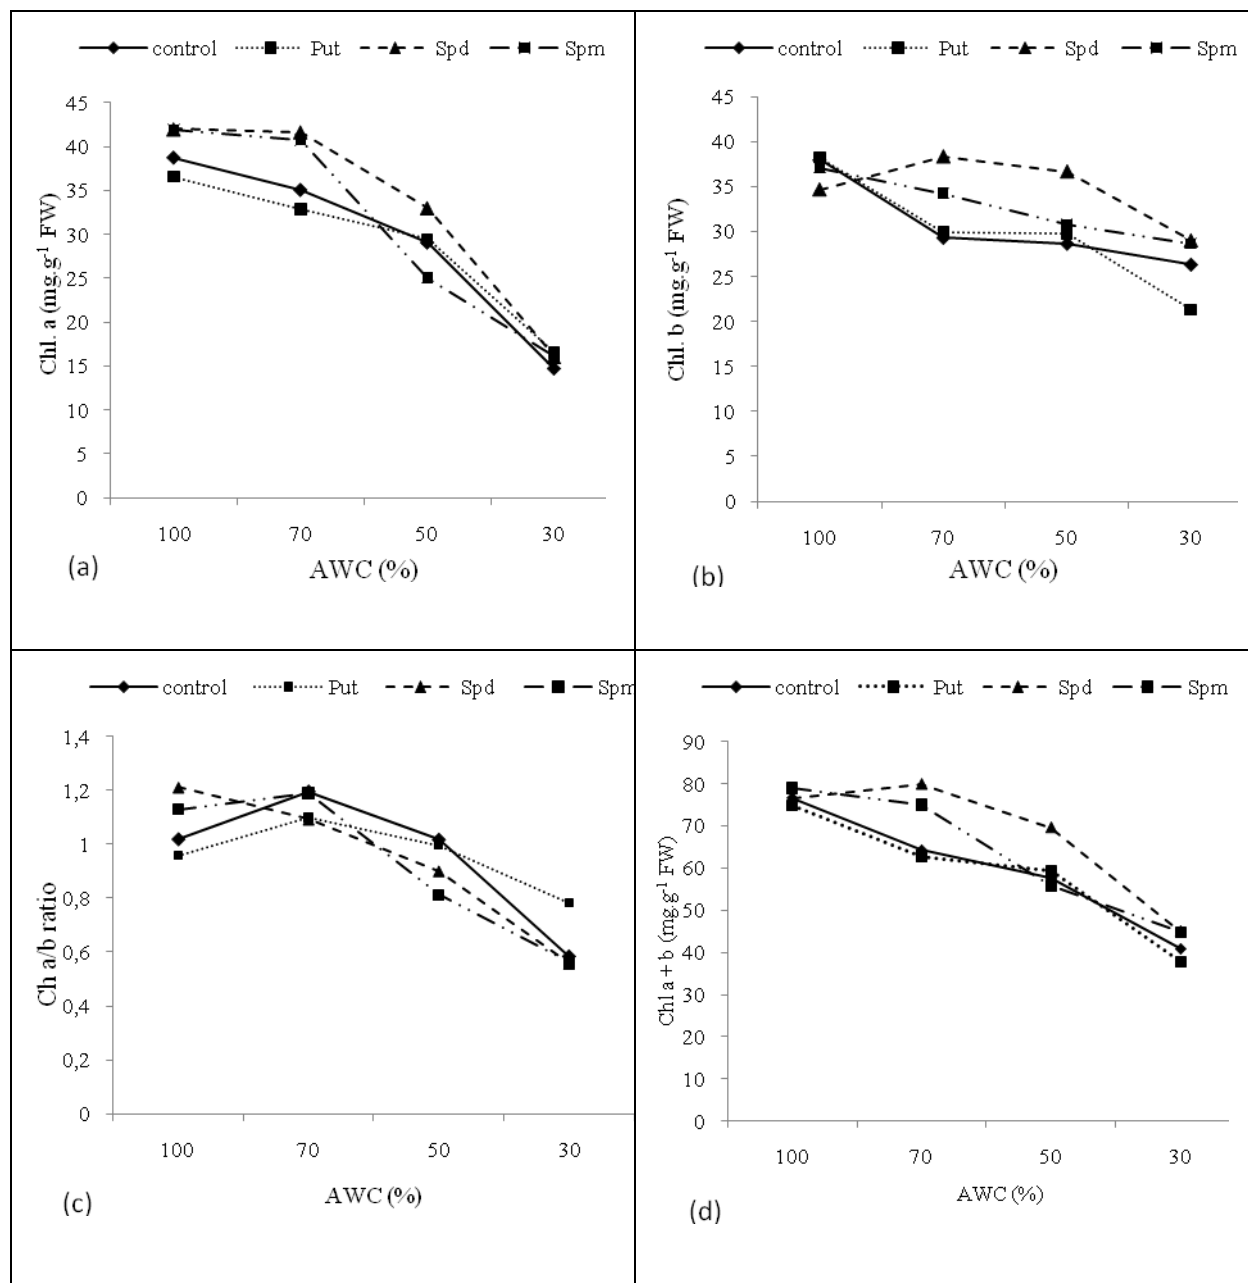 control Put Spd Spm
45
40
35
30
25
20
15
10
5
0
Chl. a (mg.g-1 FW)
100 70 50 30
AWC (%)
(a)
control Put Spd Spm
45
40
35
30
25
20
15
10
5
0
Chl. b (mg.g-1 FW)
100 70 50 30
AWC (%)
(b)
control Put Spd Spm
1,4
1,2
1
0,8
0,6
0,4
0,2
0
Ch a/b ratio
100 70 50 30
AWC (%)
(c)
control Put Spd Spm
90
80
70
60
50
40
30
20
10
0
Chl a + b (mg.g-1 FW)
100 70 50 30
AWC (%)
(d)